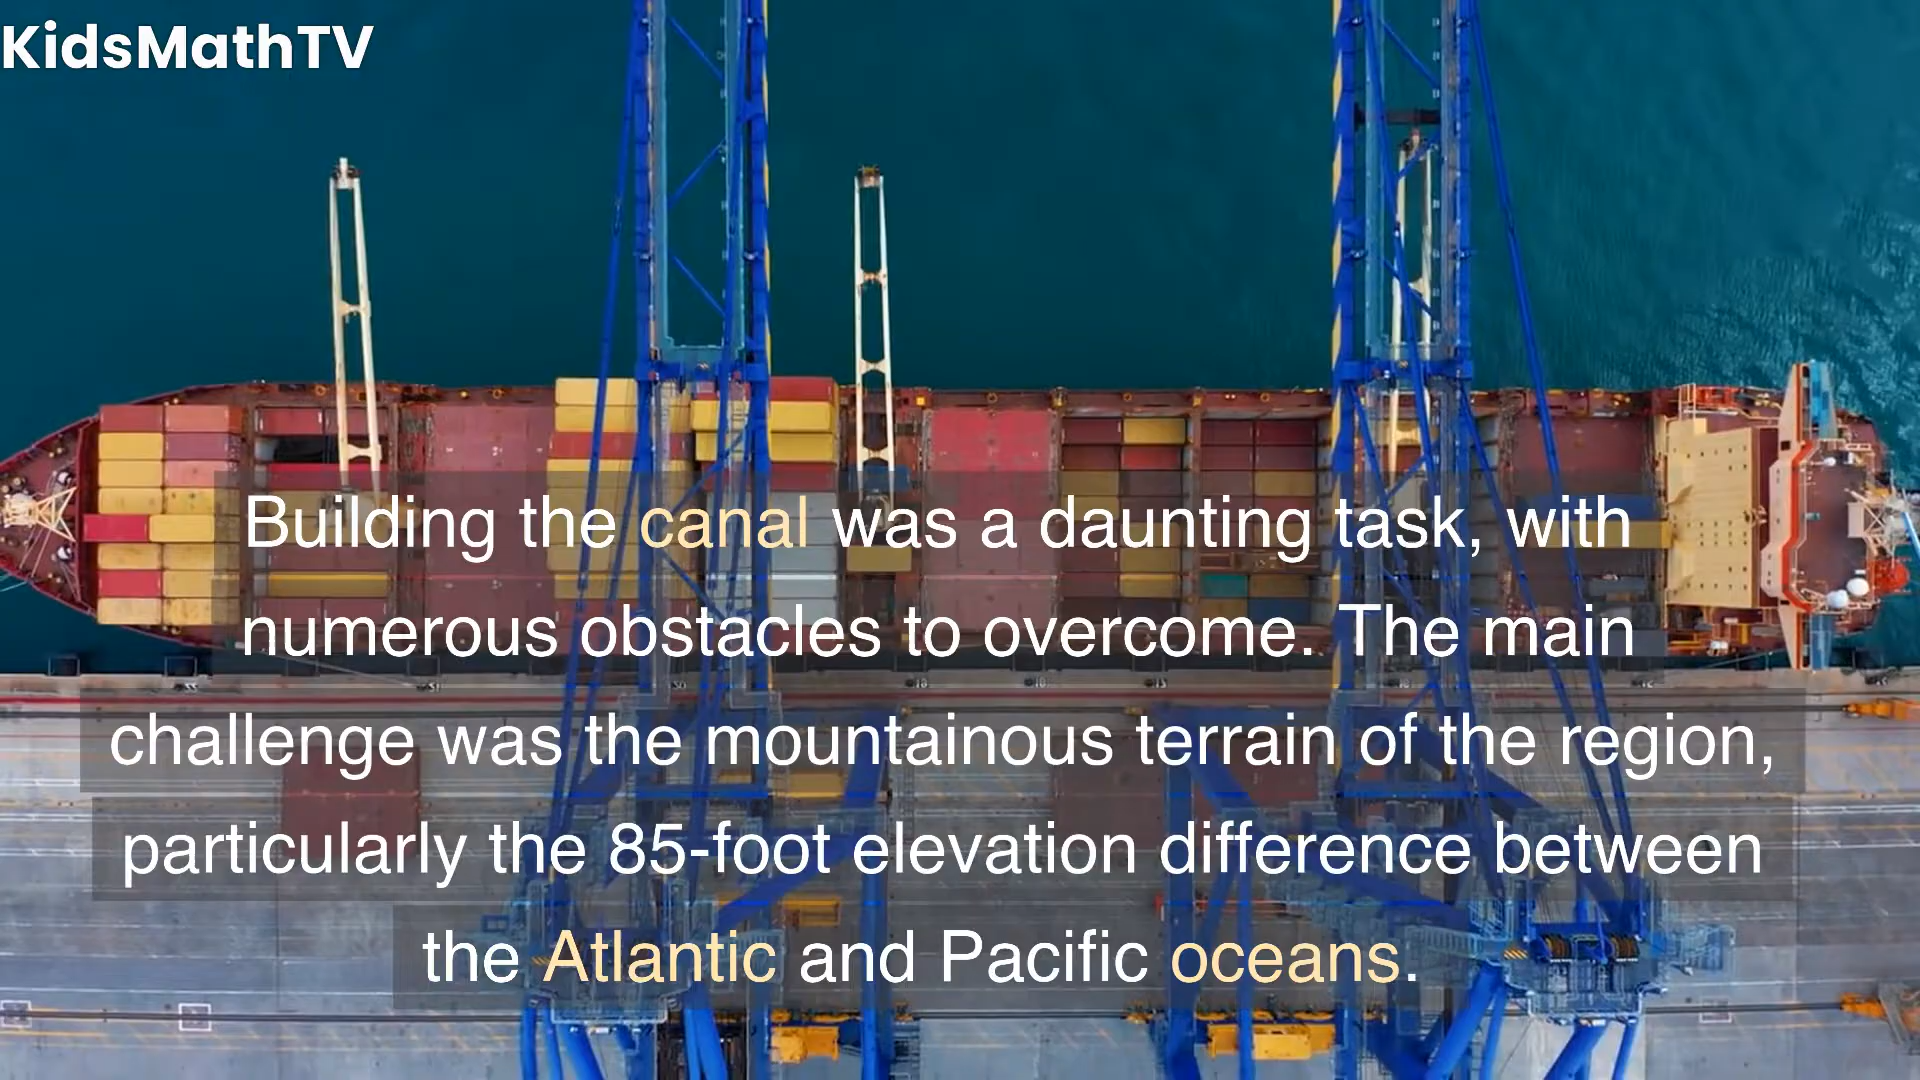 KidsMathTV
Building the canal was a daunting task, with
numerous obstacles to overcome. The main
challenge was the mountainous terrain of the region,
particularly the 85-foot elevation difference between
the Atlantic and Pacific oceans.